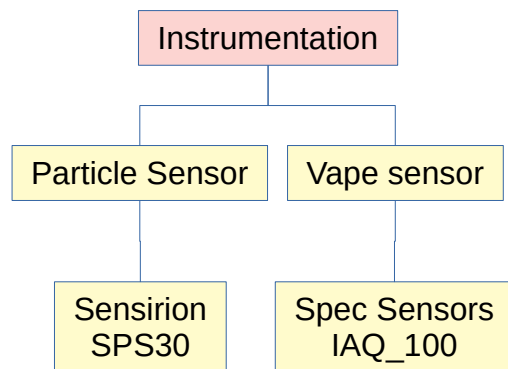 Instrumentation
Particle Sensor
Vape sensor
Sensirion
SPS30
Spec Sensors
IAQ_100